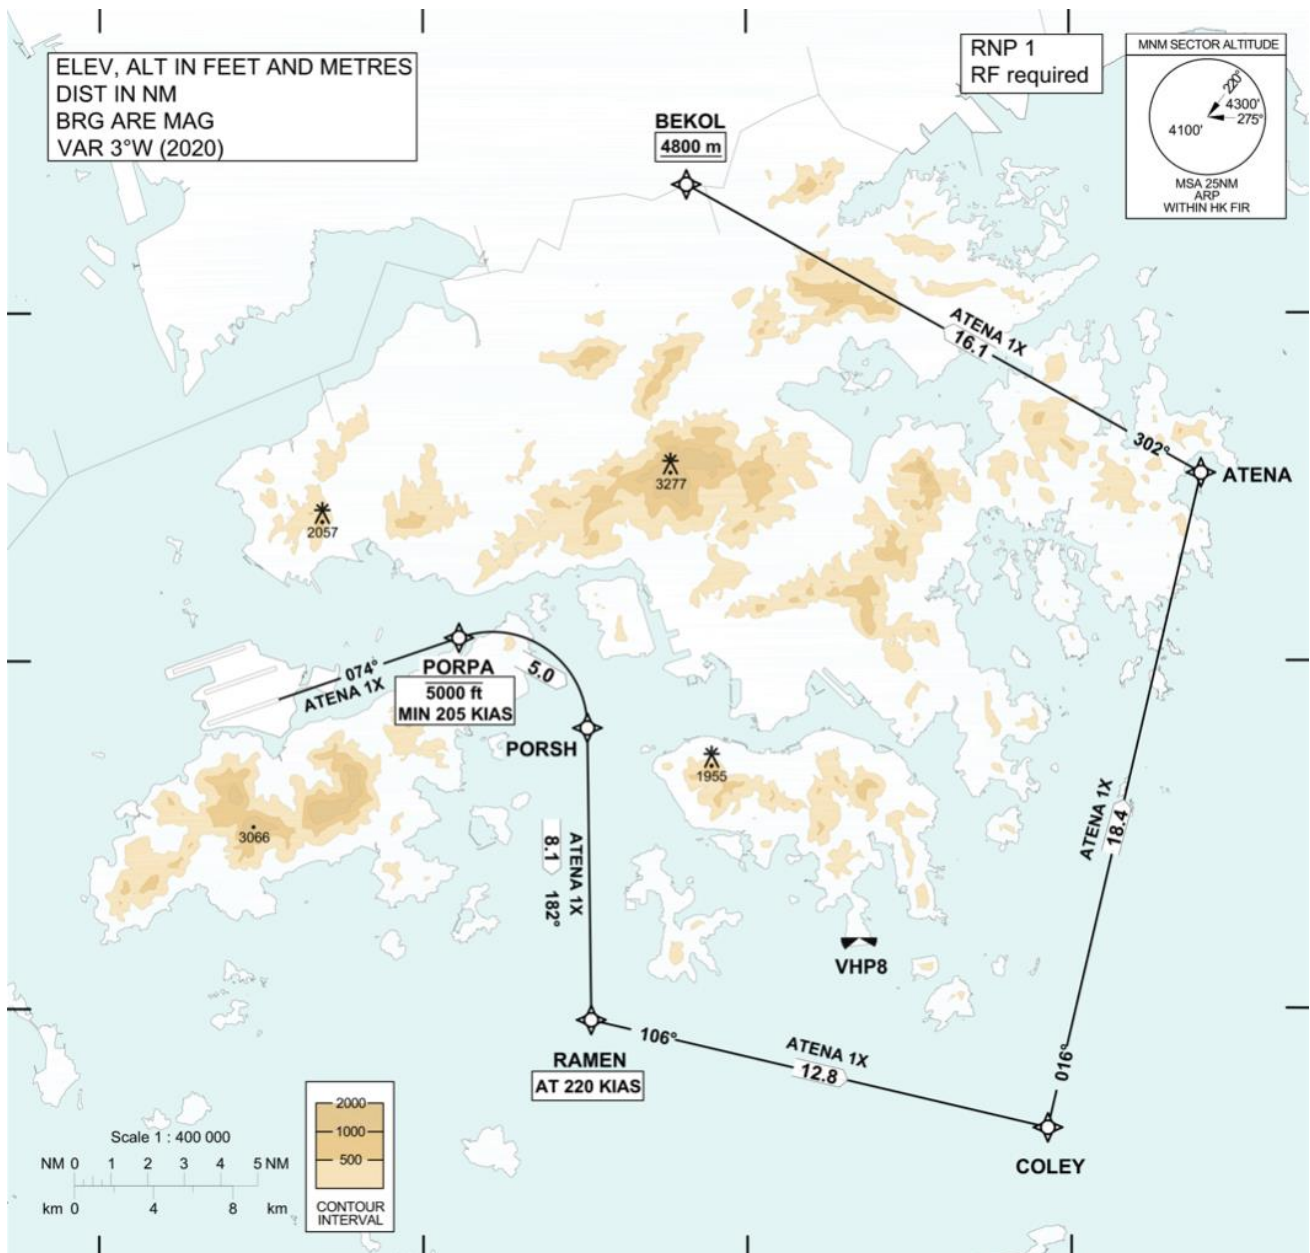 ELEV, ALT IN FEET AND METRES
DIST IN NM
BRG ARE MAG
VAR 3°W (2020)
RNP 1
RF required
MNM SECTOR ALTITUDE
220°
4300'
275°
4100'
MSA 25NM
ARP
WITHIN HK FIR
BEKOL
4800 m
ATENA 1X
16.1
302°
ATENA
3277
2057
074°
ATENA 1X
PORPA
5000 ft
MIN 205 KIAS
5.0
PORSH
1955
3066
ATENA 1X
8.1
182°
ATENA 1X
18.4
VHP8
RAMEN
AT 220 KIAS
106°
ATENA 1X
12.8
016°
COLEY
Scale 1 : 400 000
NM 0 1 2 3 4 5 NM
km 0 4 8 km
2000
1000
500
CONTOUR
INTERVAL